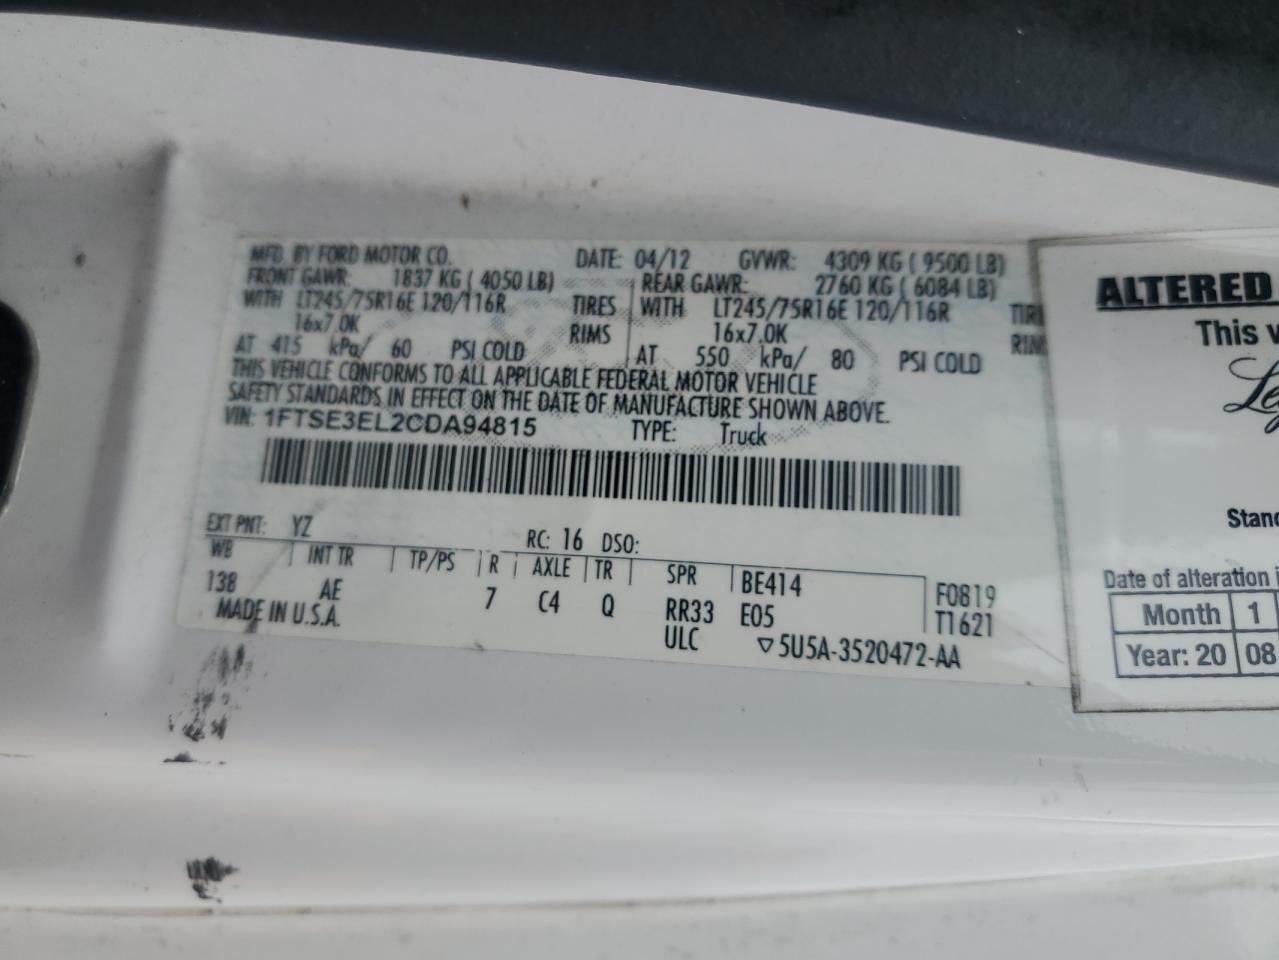 MFD. BY FORD MOTOR CO. DATE: 04/12 GVWR: 4309 KG ( 9500 LB)
FRONT GAWR: 1837 KG ( 4050 LB) REAR GAWR: 2760 KG ( 6084 LB)
WITH LT245/75R16E 120/116R TIRES WITH LT245/75R16E 120/116R TIR
16x7.0K RIMS 16x7.0K RIM
AT 415 kPa/ 60 PSI COLD AT 550 kPa/ 80 PSI COLD
THIS VEHICLE CONFORMS TO ALL APPLICABLE FEDERAL MOTOR VEHICLE
SAFETY STANDARDS IN EFFECT ON THE DATE OF MANUFACTURE SHOWN ABOVE.
VIN: 1FTSE3EL2CDA94815 TYPE: Truck
EXT PNT: YZ RC: 16 DSO:
WB INT TR TP/PS R AXLE TR SPR BE414 F0819
138 AE 7 C4 Q RR33 E05 T1621
MADE IN U.S.A. ULC ▽5U5A-3520472-AA
ALTERED
This v
Stand
Date of alteration i
Month 1
Year: 20 08